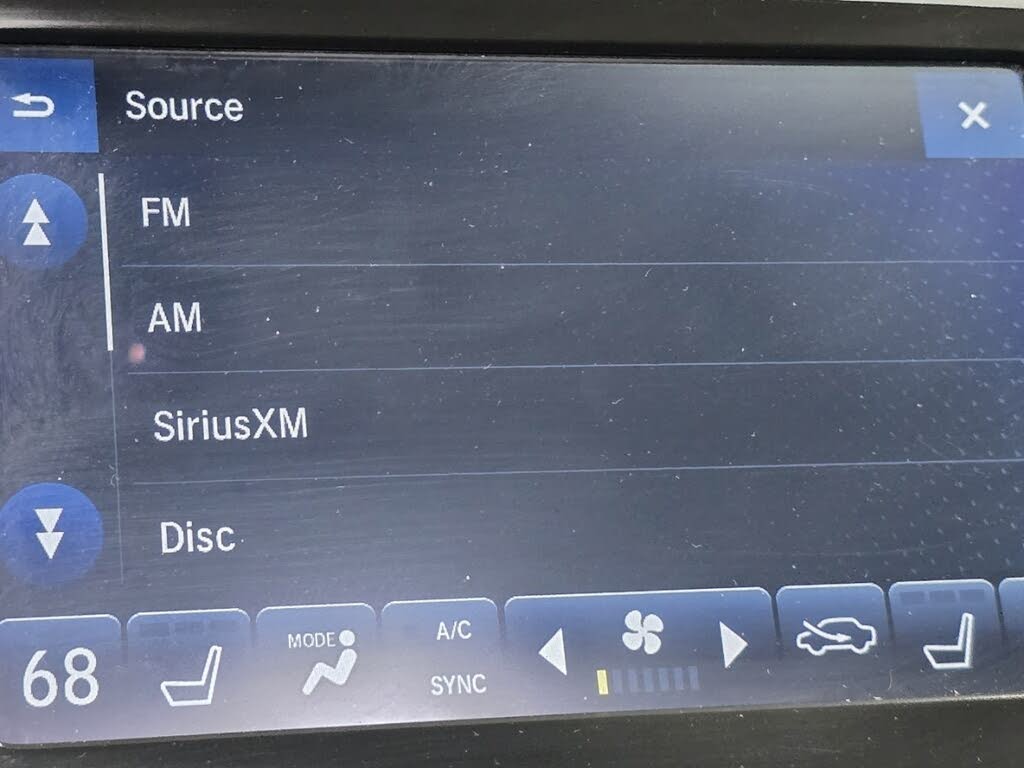 Source
FM
AM
SiriusXM
Disc
68
MODE
A/C
SYNC